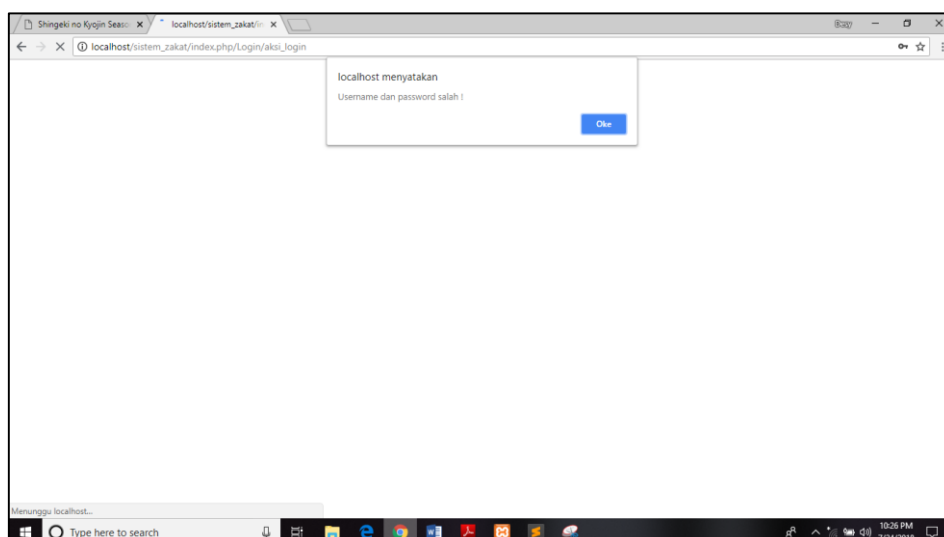 Shingeki no Kyojin Seaso
localhost/sistem_zakat/in
localhost/sistem_zakat/index.php/Login/aksi_login
localhost menyatakan
Username dan password salah !
Oke
Menunggu localhost...
Type here to search
10:26 PM